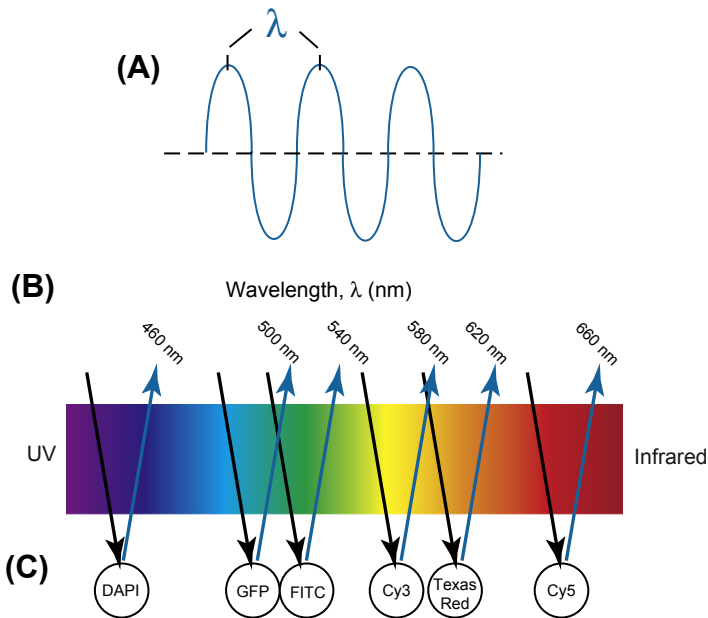 λ
(A)
(B)
Wavelength, λ (nm)
460 nm
500 nm
540 nm
580 nm
620 nm
660 nm
UV
Infrared
(C)
DAPI
GFP
FITC
Cy3
Texas
Red
Cy5